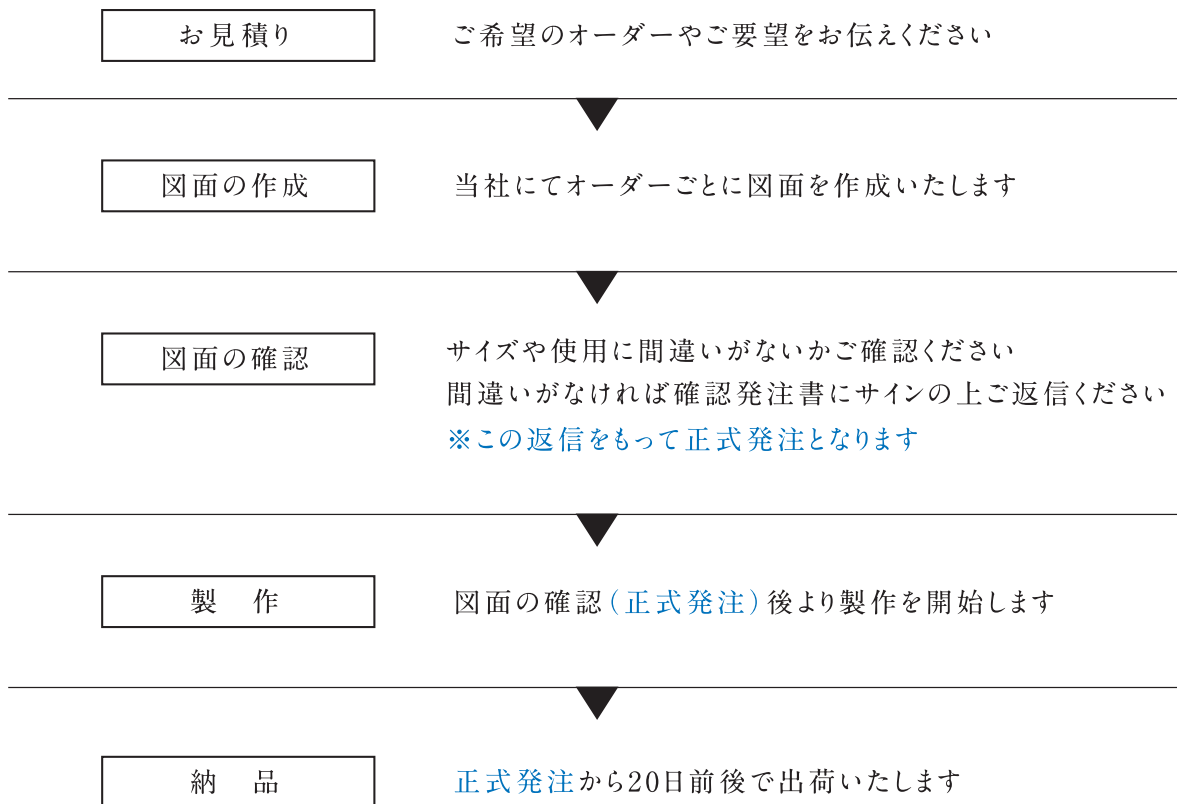 お見積り
ご希望のオーダーやご要望をお伝えください
図面の作成
当社にてオーダーごとに図面を作成いたします
図面の確認
サイズや使用に間違いがないかご確認ください
間違いがなければ確認発注書にサインの上ご返信ください
※この返信をもって正式発注となります
製　作
図面の確認（正式発注）後より製作を開始します
納　品
正式発注から20日前後で出荷いたします